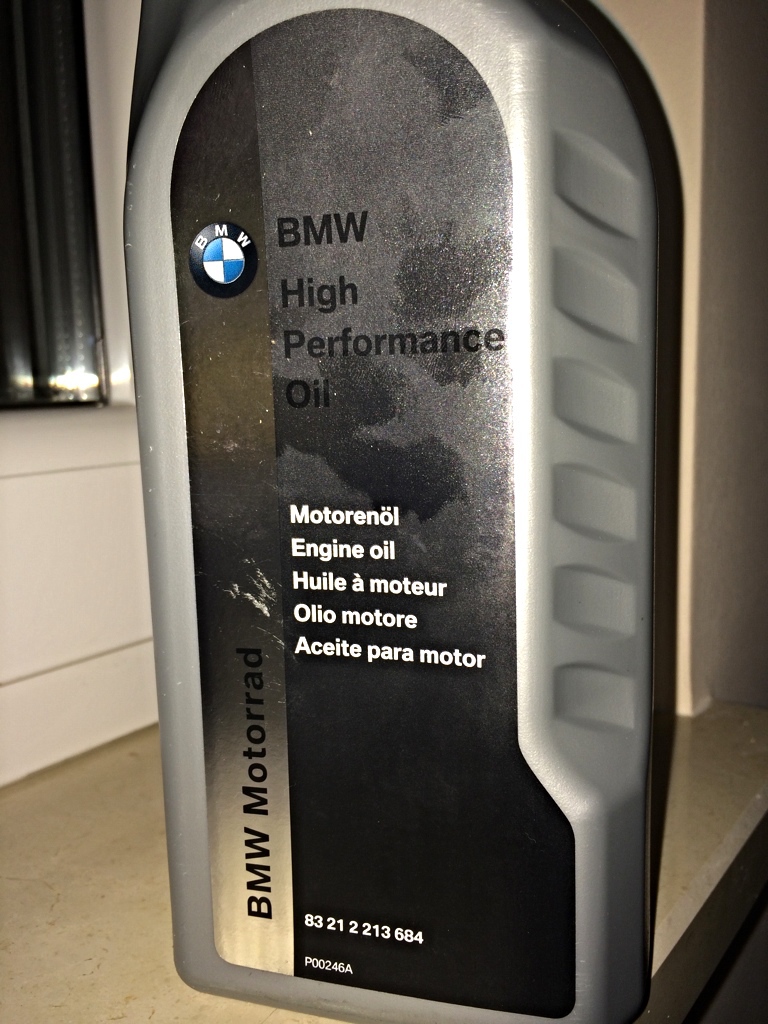 BMW
BMW
High
Performance
Oil
Motorenöl
Engine oil
Huile à moteur
Olio motore
Aceite para motor
BMW Motorrad
83 21 2 213 684
P00246A